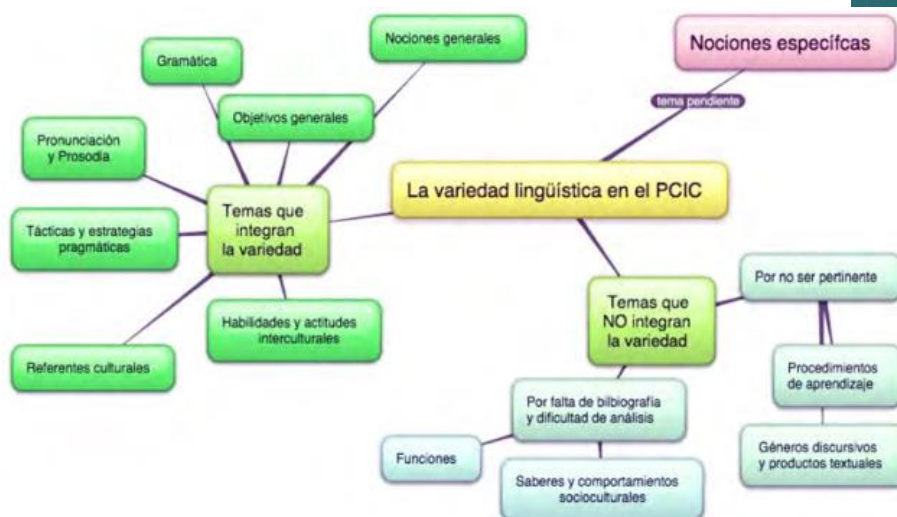 Nociones generales
Nociones específcas
Gramática
tema pendiente
Objetivos generales
Pronunciación
y Prosodia
La variedad lingüística en el PCIC
Temas que
integran
la variedad
Tácticas y estrategias
pragmáticas
Por no ser pertinente
Temas que
NO integran
la variedad
Habilidades y actitudes
interculturales
Referentes culturales
Procedimientos
de aprendizaje
Por falta de bilbiografía
y dificultad de análisis
Funciones
Géneros discursivos
y productos textuales
Saberes y comportamientos
socioculturales